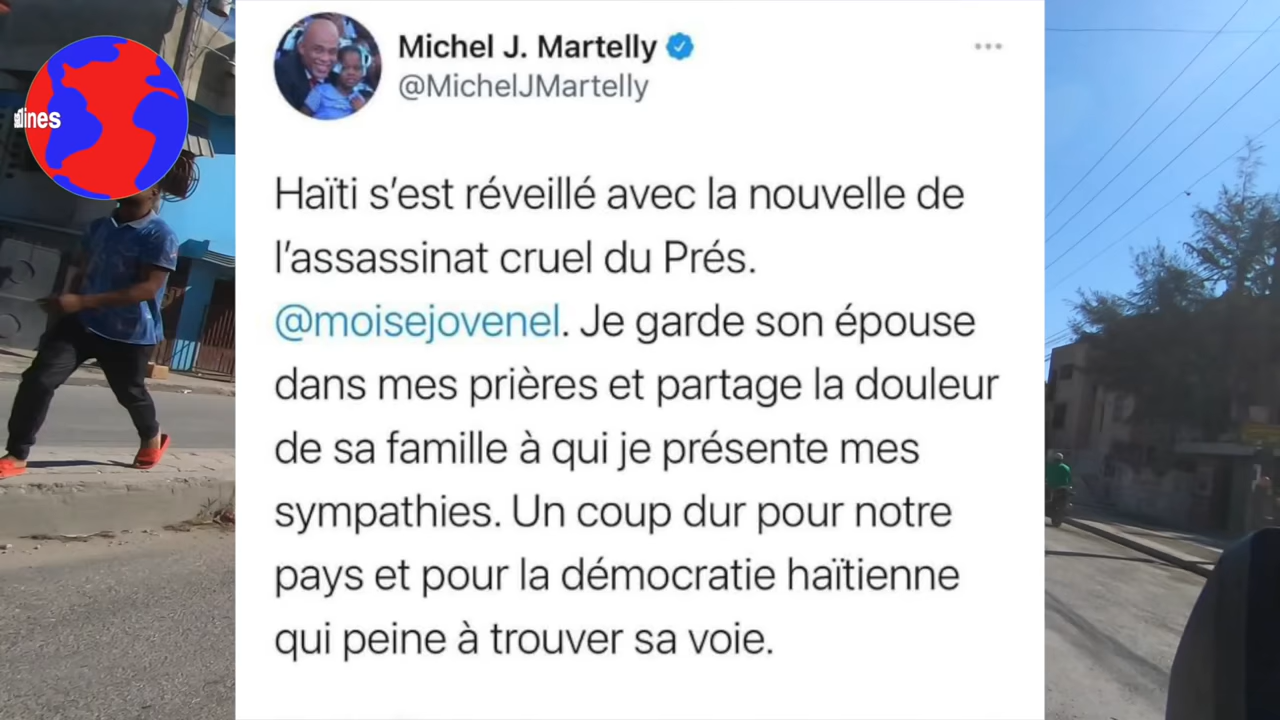 Michel J. Martelly
@MichelJMartelly
Haïti s’est réveillé avec la nouvelle de
l’assassinat cruel du Prés.
@moisejovenel. Je garde son épouse
dans mes prières et partage la douleur
de sa famille à qui je présente mes
sympathies. Un coup dur pour notre
pays et pour la démocratie haïtienne
qui peine à trouver sa voie.